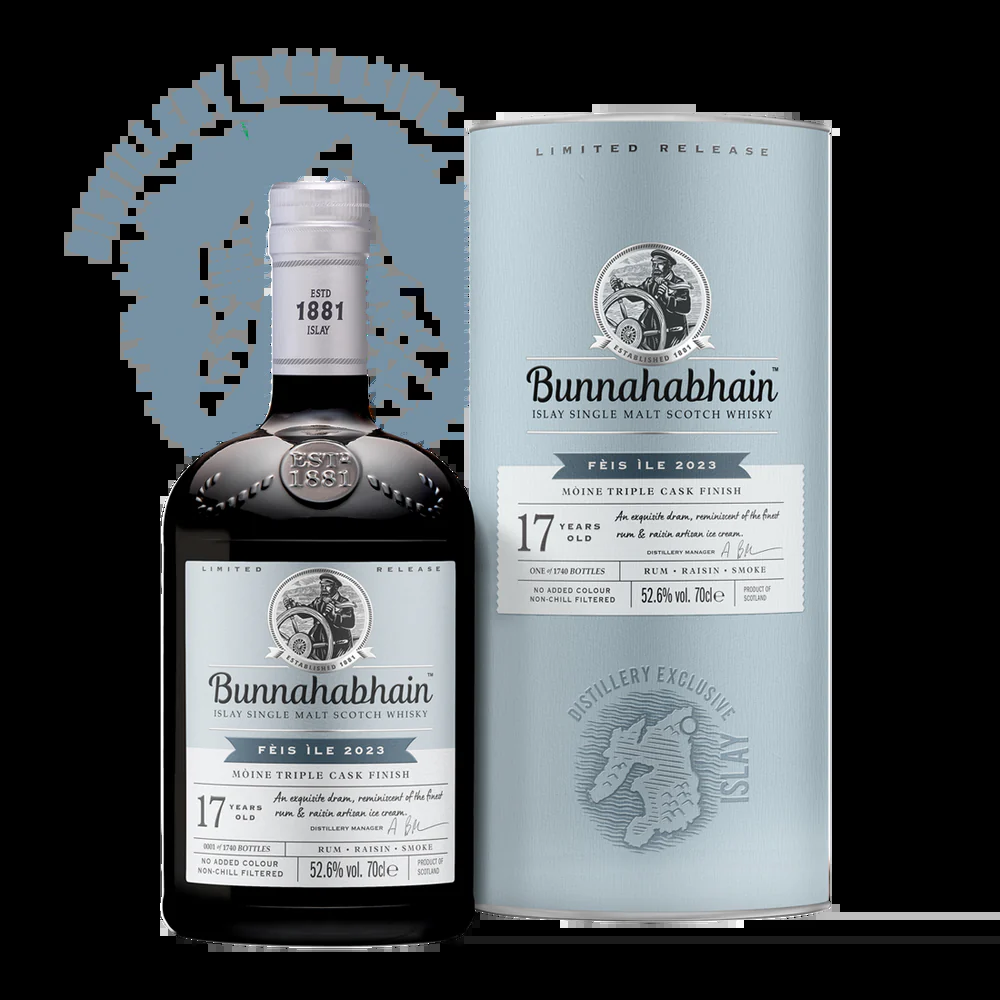 DISTILLERY EXCLUSIVE
ESTD
1881
ISLAY
EST-D
1881
LIMITED RELEASE
ESTABLISHED 1881
Bunnahabhain™
ISLAY SINGLE MALT SCOTCH WHISKY
FÈIS ÌLE 2023
MÒINE TRIPLE CASK FINISH
17 YEARS OLD
An exquisite dram, reminiscent of the finest
rum & raisin artisan ice cream.
DISTILLERY MANAGER
0001 of 1740 BOTTLES
RUM • RAISIN • SMOKE
NO ADDED COLOUR
NON-CHILL FILTERED
52.6% vol. 70cl e
PRODUCT OF
SCOTLAND
LIMITED RELEASE
ESTABLISHED 1881
Bunnahabhain™
ISLAY SINGLE MALT SCOTCH WHISKY
FÈIS ÌLE 2023
MÒINE TRIPLE CASK FINISH
17 YEARS OLD
An exquisite dram, reminiscent of the finest
rum & raisin artisan ice cream.
DISTILLERY MANAGER
ONE of 1740 BOTTLES
RUM • RAISIN • SMOKE
NO ADDED COLOUR
NON-CHILL FILTERED
52.6% vol. 70cl e
PRODUCT OF
SCOTLAND
DISTILLERY EXCLUSIVE
ISLAY